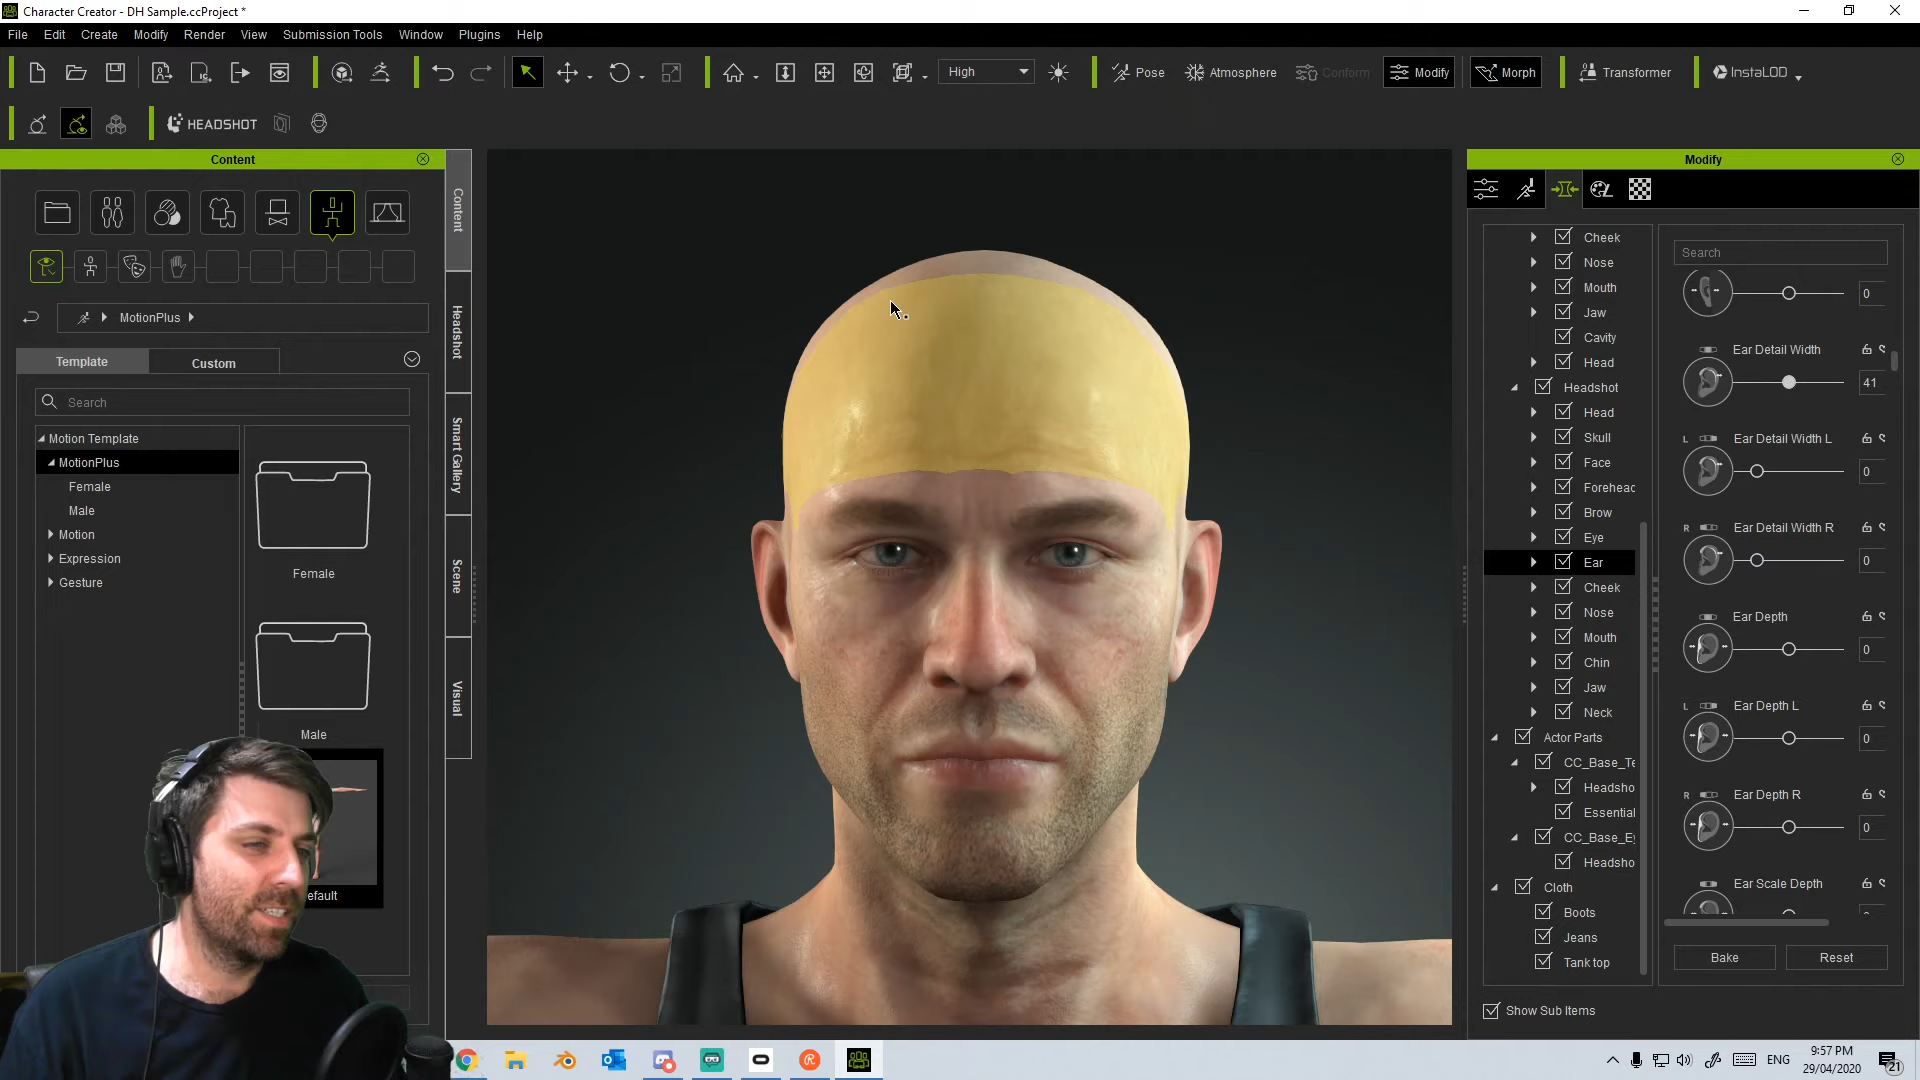 Character Creator - DH Sample.ccProject *
File Edit Create Modify Render View Submission Tools Window Plugins Help
High Pose Atmosphere Conform Modify Morph Transformer InstaLOD
HEADSHOT
Content
Content
Headshot
Smart Gallery
Scene
Visual
MotionPlus
Template Custom
Search
Motion Template
MotionPlus
Female
Male
Motion
Expression
Gesture
Female
Male
efault
Modify
Cheek
Nose
Mouth
Jaw
Cavity
Head
Headshot
Head
Skull
Face
Forehead
Brow
Eye
Ear
Cheek
Nose
Mouth
Chin
Jaw
Neck
Actor Parts
CC_Base_Te
Headsho
Essential
CC_Base_Ey
Headsho
Cloth
Boots
Jeans
Tank top
Show Sub Items
Search
0
Ear Detail Width
41
L Ear Detail Width L
0
R Ear Detail Width R
0
Ear Depth
0
L Ear Depth L
0
R Ear Depth R
0
Ear Scale Depth
Bake Reset
ENG
9:57 PM
29/04/2020
21